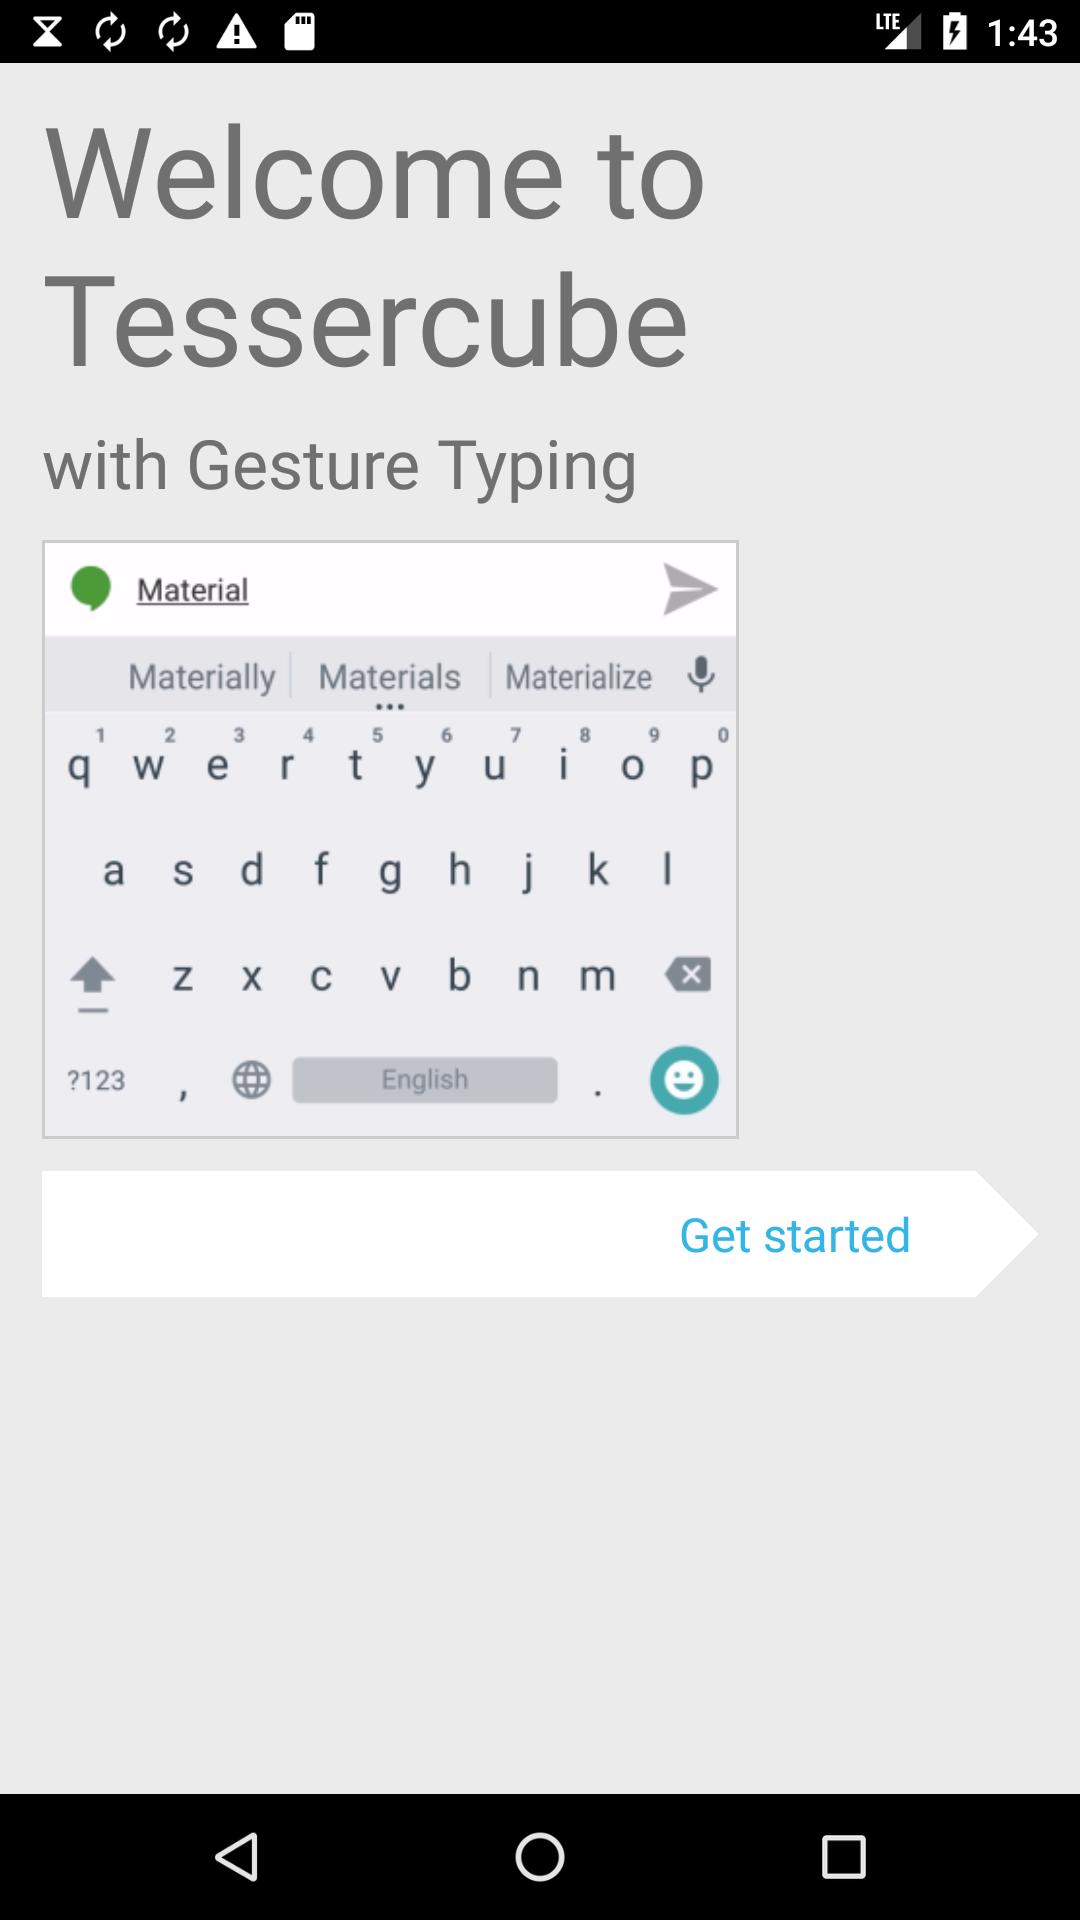 LTE 1:43
Welcome to
Tessercube
with Gesture Typing
Material
Materially Materials Materialize
1 2 3 4 5 6 7 8 9 0
q w e r t y u i o p
a s d f g h j k l
z x c v b n m
?123 , English .
Get started